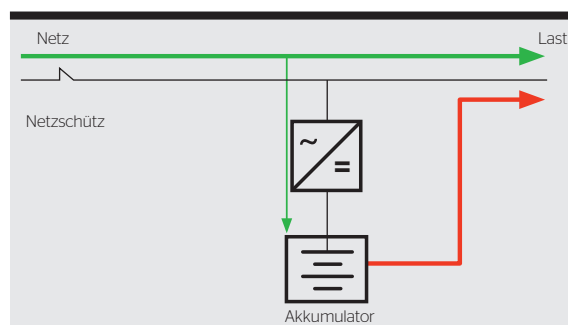 Netz
Last
Netzschütz
~
=
Akkumulator